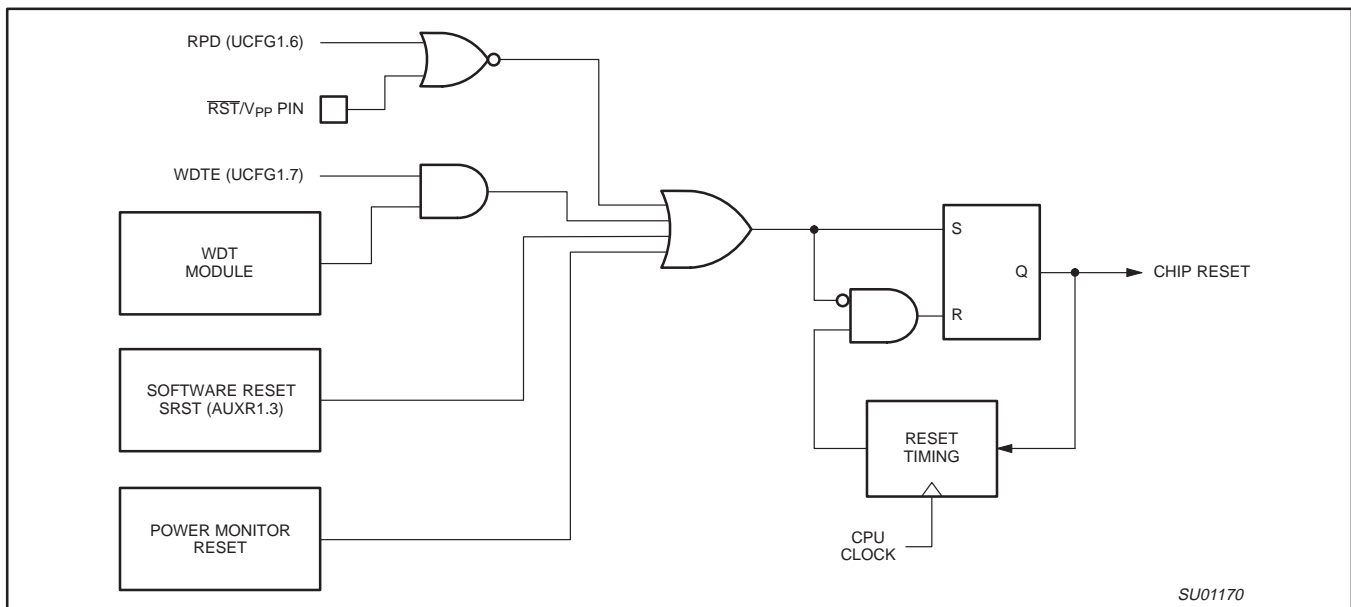 RPD (UCFG1.6)
RST/VPP PIN
WDTE (UCFG1.7)
WDT
MODULE
SOFTWARE RESET
SRST (AUXR1.3)
POWER MONITOR
RESET
S
Q
R
CHIP RESET
RESET
TIMING
CPU
CLOCK
SU01170